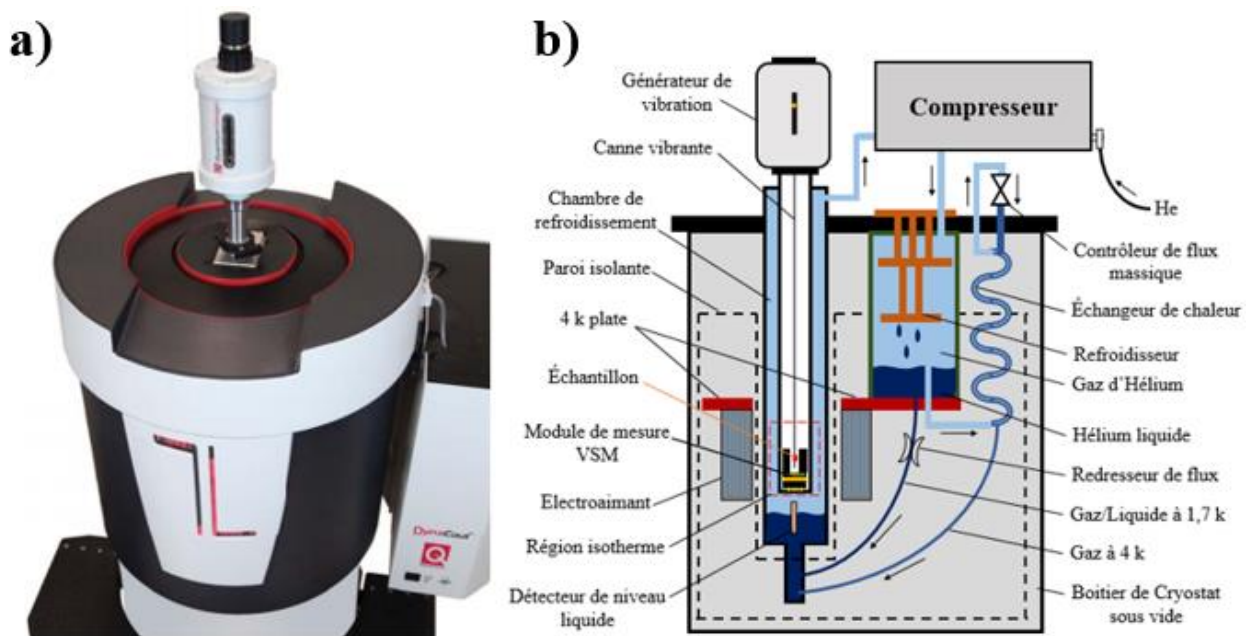 a)
b)
DynaCool
Q
Générateur de
vibration
Canne vibrante
Chambre de
refroidissement
Paroi isolante
4 k plate
Échantillon
Module de mesure
VSM
Electroaimant
Région isotherme
Détecteur de niveau
liquide
Compresseur
He
Contrôleur de flux
massique
Échangeur de chaleur
Refroidisseur
Gaz d’Hélium
Hélium liquide
Redresseur de flux
Gaz/Liquide à 1,7 k
Gaz à 4 k
Boitier de Cryostat
sous vide